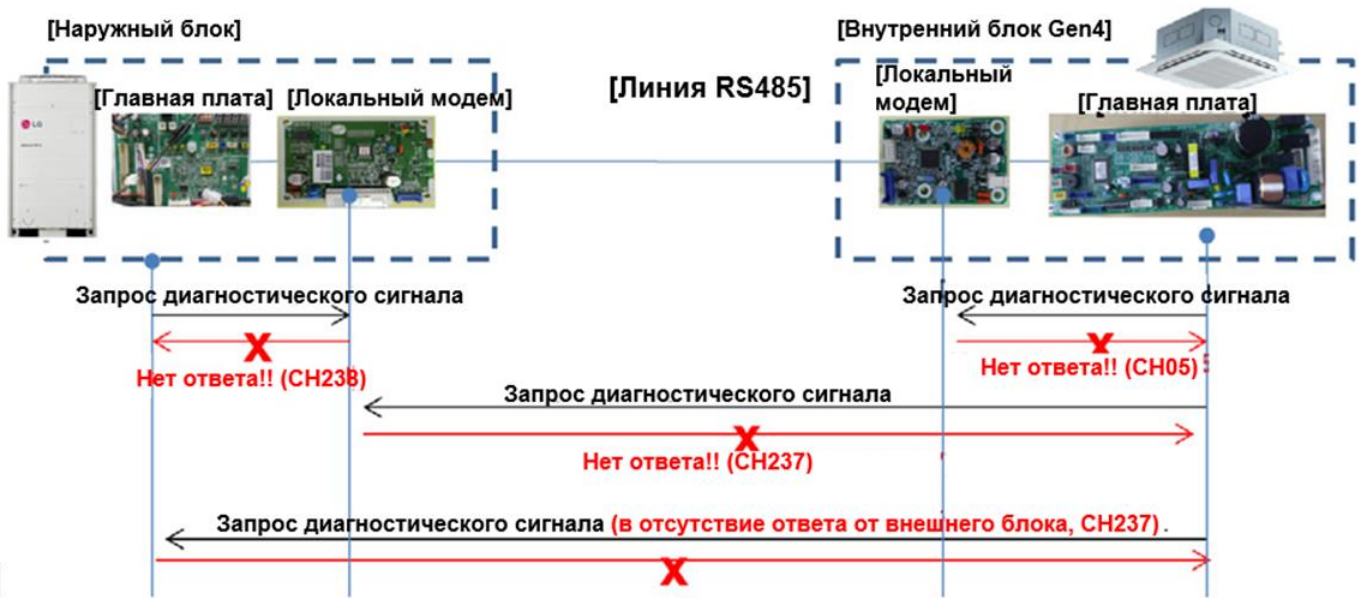 [Наружный блок]
[Внутренний блок Gen4]
[Главная плата]
[Локальный модем]
[Линия RS485]
[Локальный
модем]
[Главная плата]
LG
Запрос диагностического сигнала
Запрос диагностического сигнала
X
X
Нет ответа!! (CH238)
Нет ответа!! (CH05)
Запрос диагностического сигнала
X
Нет ответа!! (CH237)
Запрос диагностического сигнала (в отсутствие ответа от внешнего блока, CH237).
X